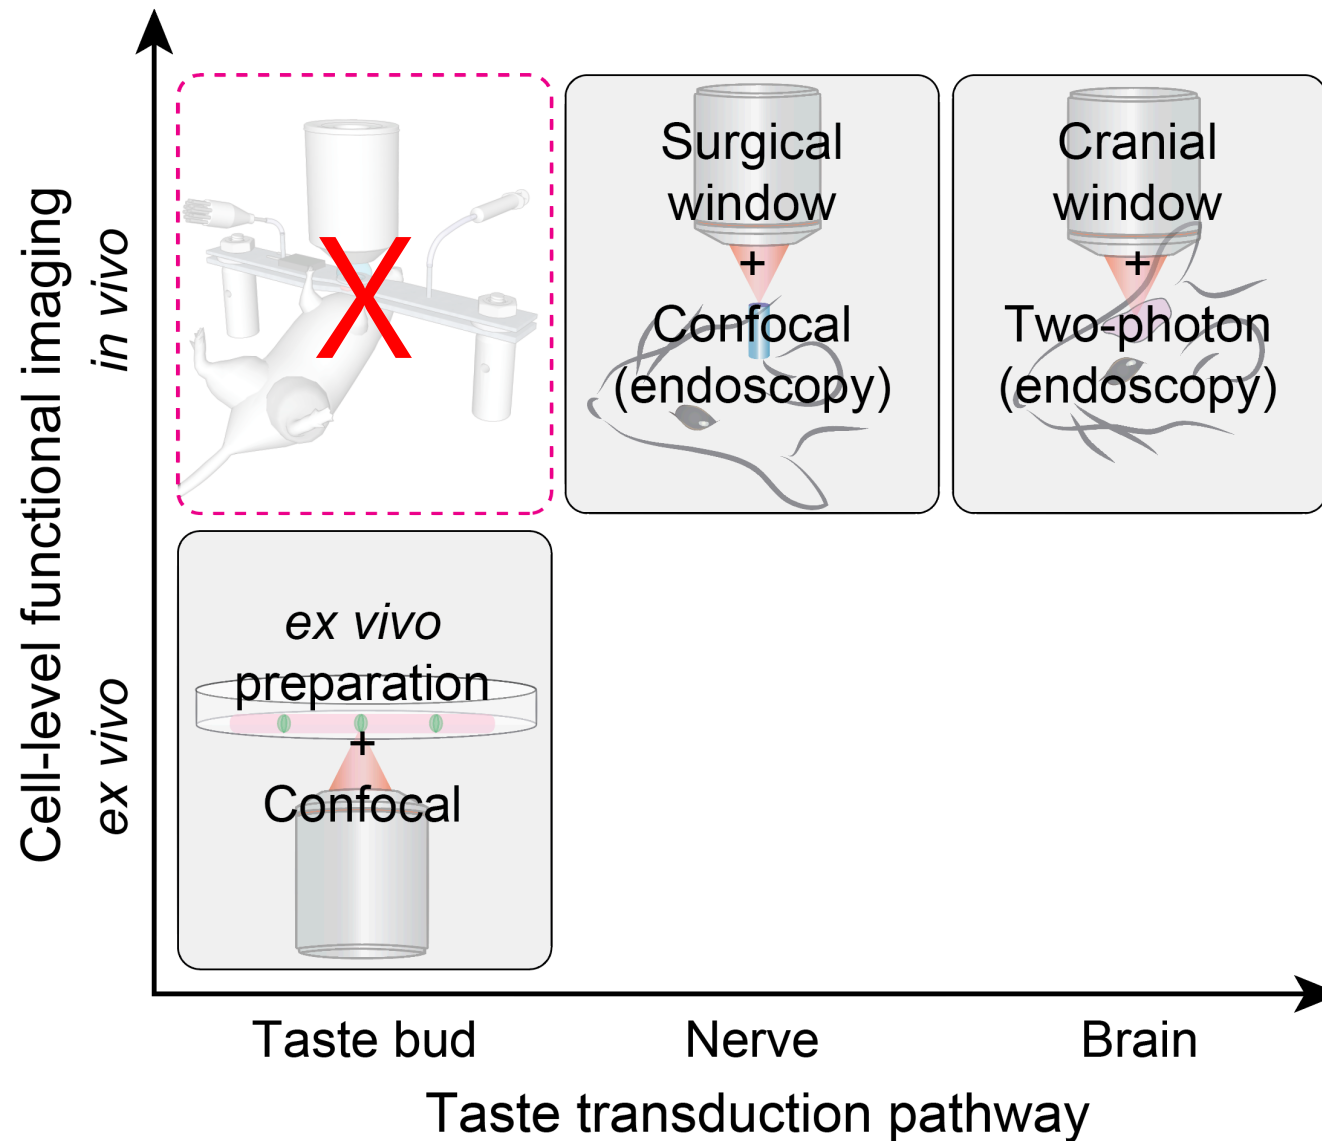 Cell-level functional imaging
in vivo
ex vivo
X
Surgical
window
+
Confocal
(endoscopy)
Cranial
window
+
Two-photon
(endoscopy)
ex vivo
preparation
+
Confocal
Taste bud
Nerve
Brain
Taste transduction pathway